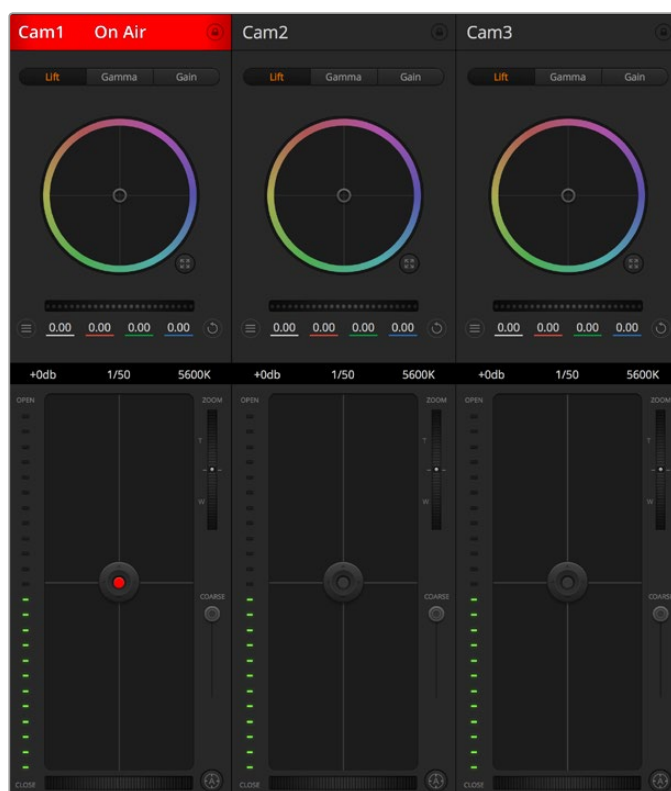 Cam1 On Air Cam2 Cam3
Lift Gamma Gain Lift Gamma Gain Lift Gamma Gain
0.00 0.00 0.00 0.00 0.00 0.00 0.00 0.00 0.00 0.00 0.00 0.00
+0db 1/50 5600K +0db 1/50 5600K +0db 1/50 5600K
OPEN ZOOM OPEN ZOOM OPEN ZOOM
T T T
W W W
COARSE COARSE COARSE
CLOSE A CLOSE A CLOSE A